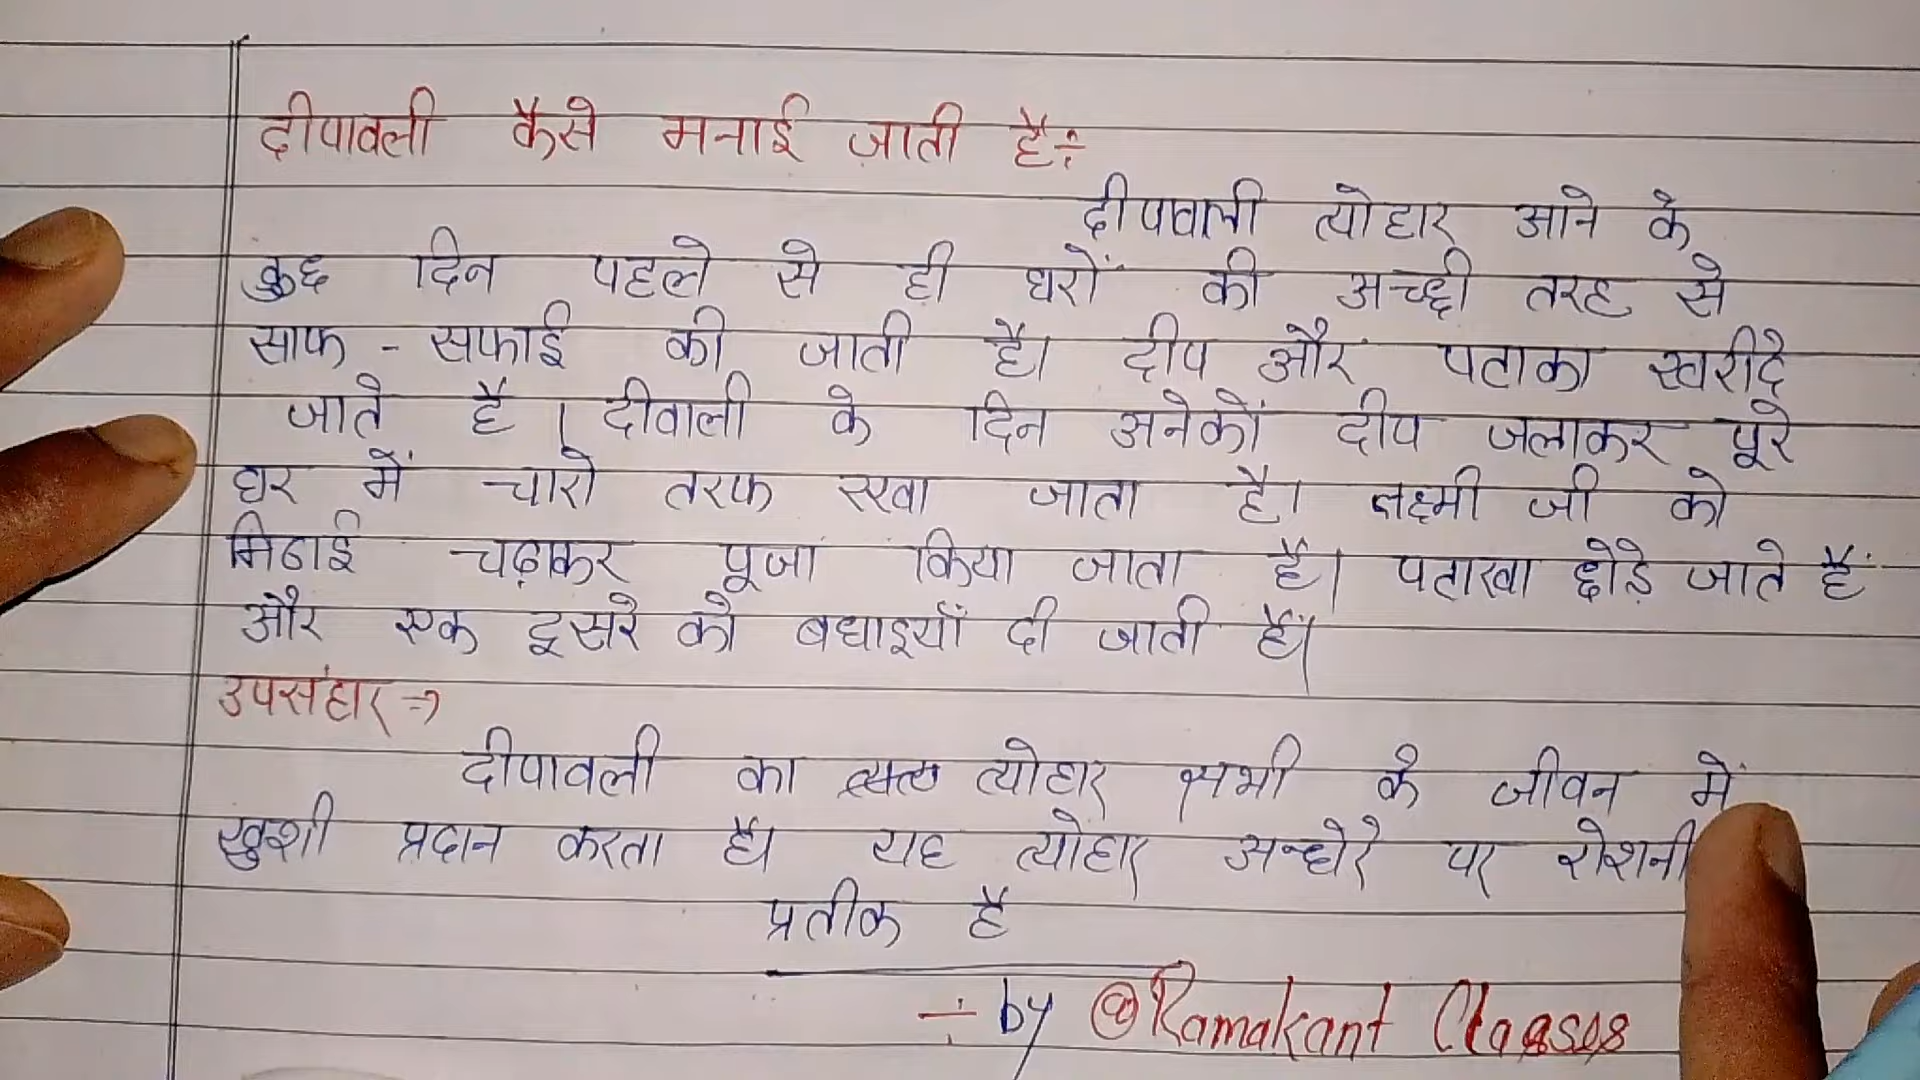 दीपावली कैसे मनाई जाती है÷
दीपवाली त्योहार आने के
कुछ दिन पहले से ही घरों की अच्छी तरह से
साफ - सफाई की जाती है। दीप और पटाका खरीदे
जाते है । दीवाली के दिन अनेकों दीप जलाकर पूरे
घर में चारो तरफ रखा जाता है। लक्ष्मी जी को
मिठाई चढ़ाकर पूजा किया जाता है। पटाखा छोड़े जाते हैं
और एक दूसरे को बधाइयाँ दी जाती हैं।
उपसंहार →
दीपावली का त्योहार सभी के जीवन में
खुशी प्रदान करता है। यह त्योहार अन्धेरे पर रोशनी
प्रतीक है
÷ by @Ramakant Classes